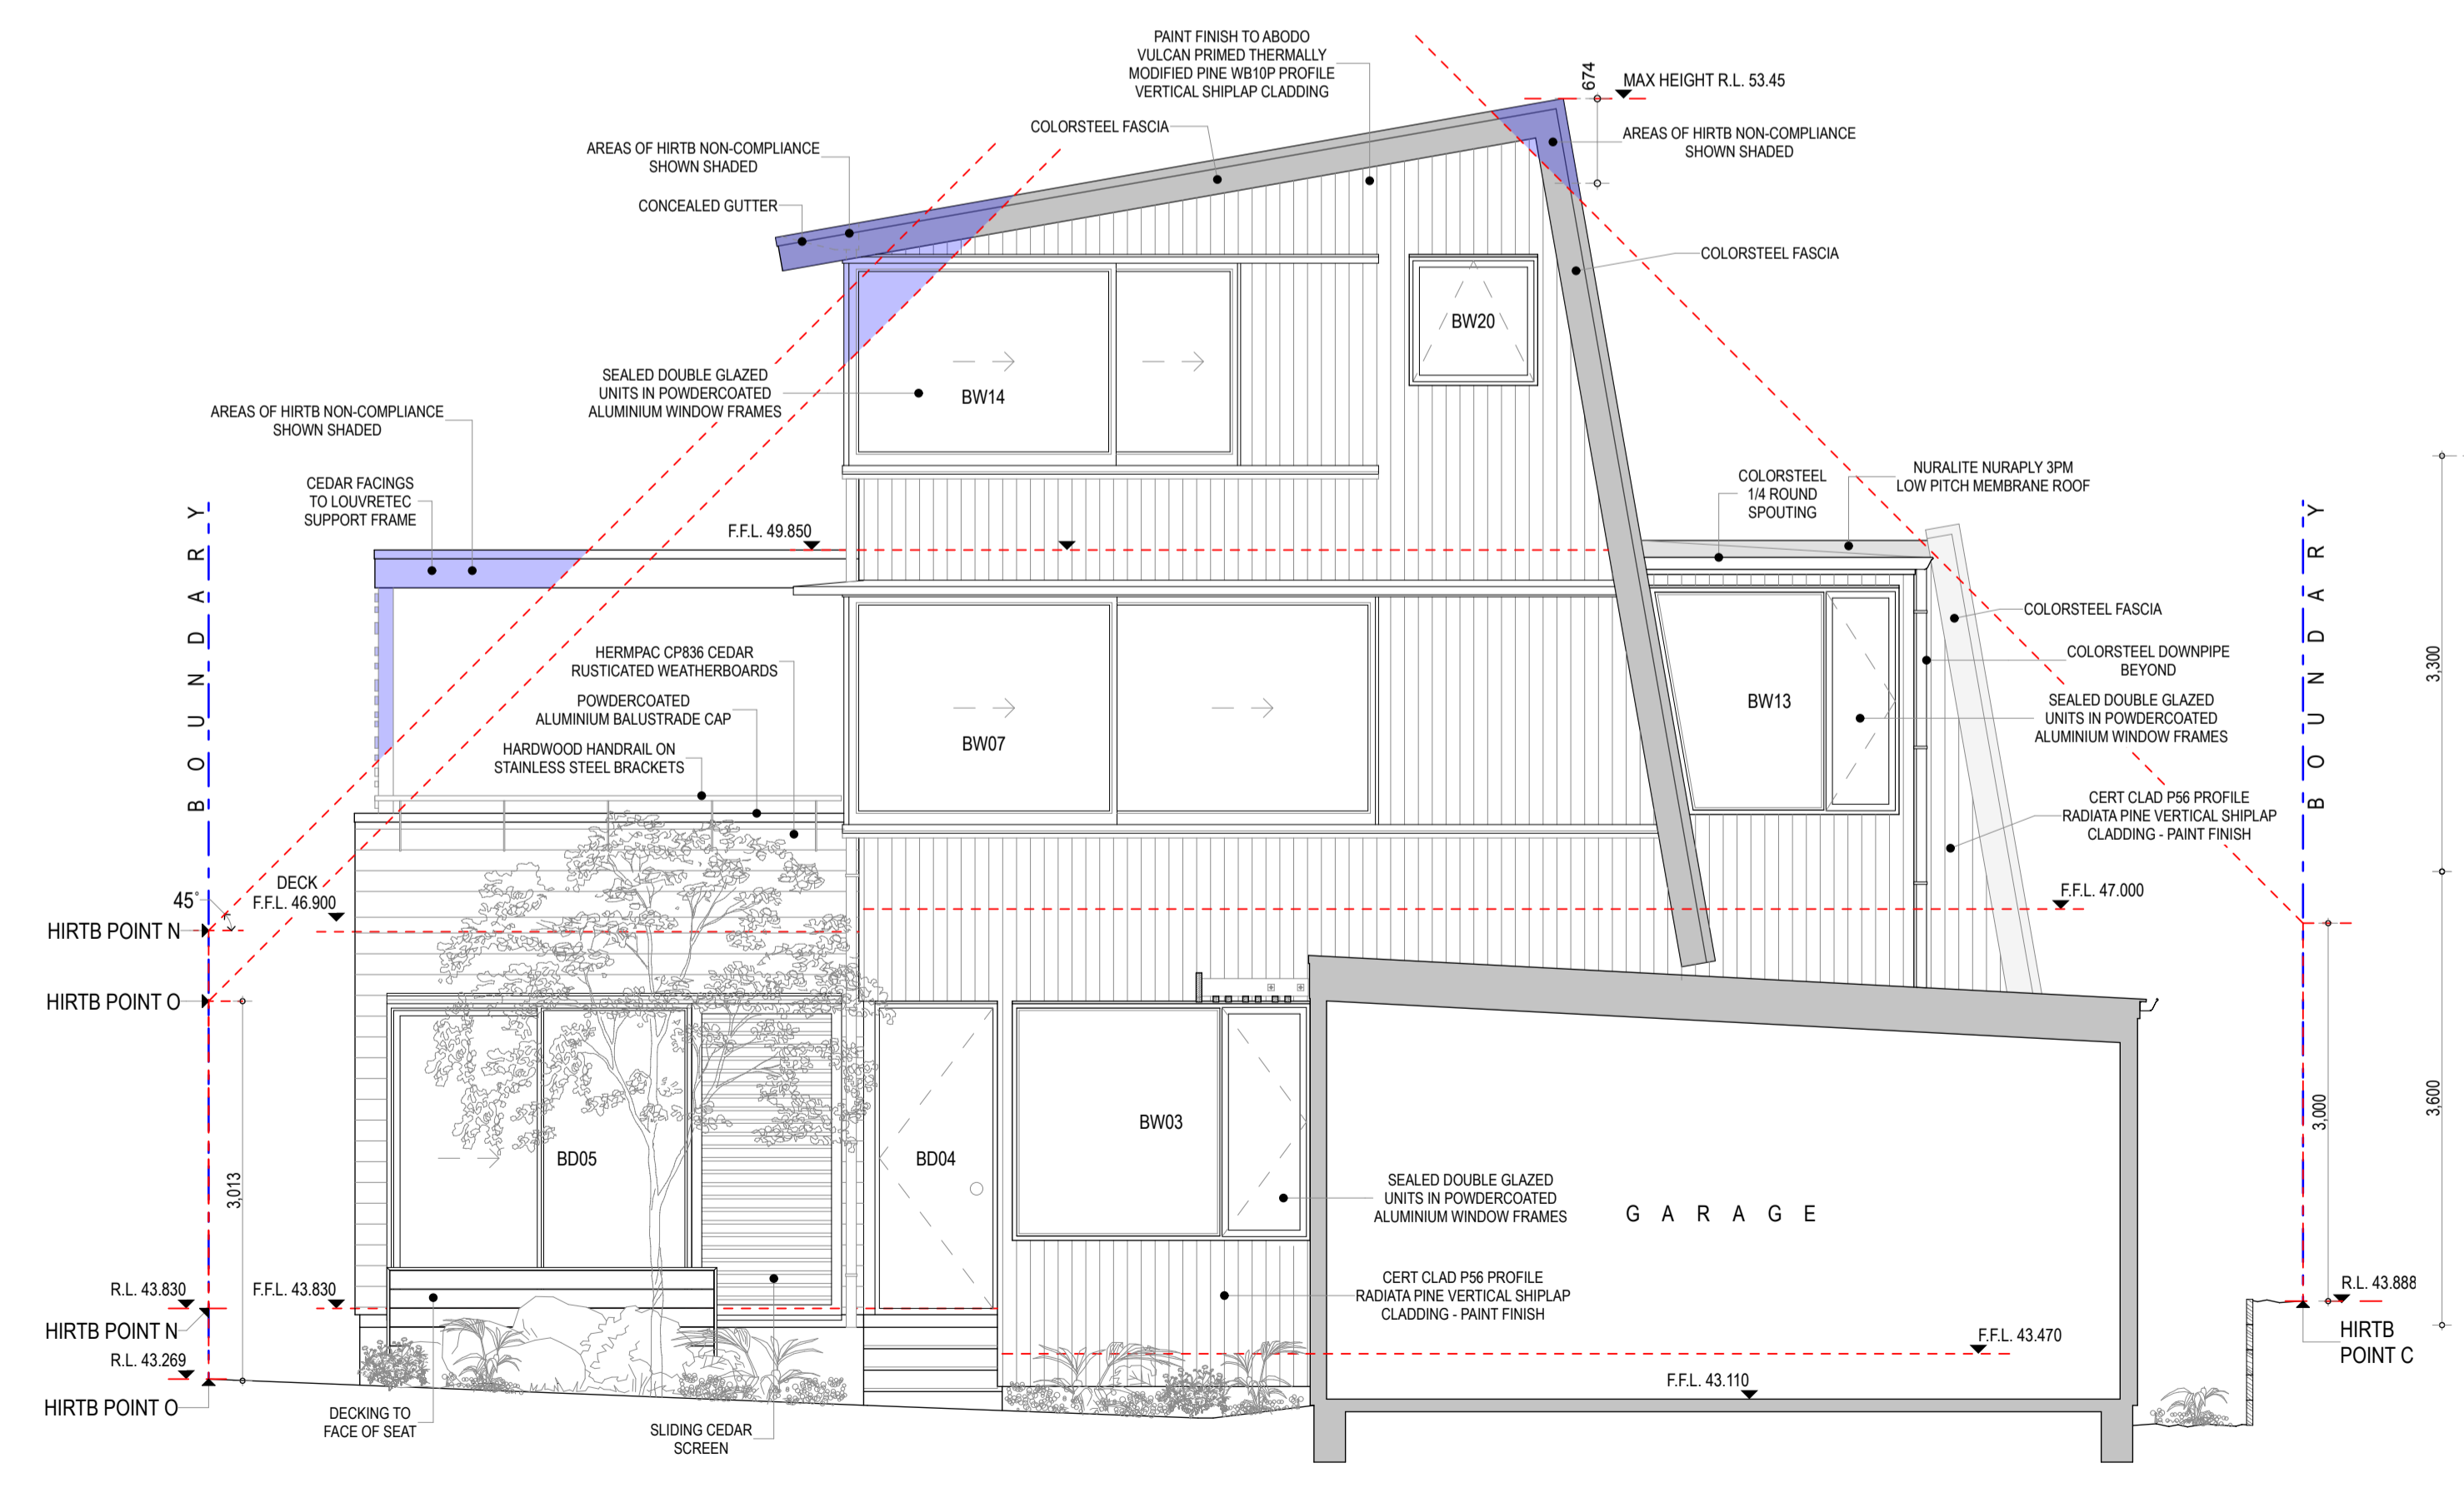 PAINT FINISH TO ABODO
VULCAN PRIMED THERMALLY
MODIFIED PINE WB10P PROFILE
VERTICAL SHIPLAP CLADDING
674
MAX HEIGHT R.L. 53.45
COLORSTEEL FASCIA
AREAS OF HIRTB NON-COMPLIANCE
SHOWN SHADED
AREAS OF HIRTB NON-COMPLIANCE
SHOWN SHADED
CONCEALED GUTTER
COLORSTEEL FASCIA
BW20
SEALED DOUBLE GLAZED
UNITS IN POWDERCOATED
ALUMINIUM WINDOW FRAMES
BW14
AREAS OF HIRTB NON-COMPLIANCE
SHOWN SHADED
CEDAR FACINGS
TO LOUVRETEC
SUPPORT FRAME
COLORSTEEL
1/4 ROUND
SPOUTING
NURALITE NURAPLY 3PM
LOW PITCH MEMBRANE ROOF
BOUNDARY
BOUNDARY
F.F.L. 49.850
COLORSTEEL FASCIA
COLORSTEEL DOWNPIPE
BEYOND
3,300
HERMPAC CP836 CEDAR
RUSTICATED WEATHERBOARDS
POWDERCOATED
ALUMINIUM BALUSTRADE CAP
HARDWOOD HANDRAIL ON
STAINLESS STEEL BRACKETS
BW07
BW13
SEALED DOUBLE GLAZED
UNITS IN POWDERCOATED
ALUMINIUM WINDOW FRAMES
CERT CLAD P56 PROFILE
RADIATA PINE VERTICAL SHIPLAP
CLADDING - PAINT FINISH
45°
DECK
F.F.L. 46.900
F.F.L. 47.000
HIRTB POINT N
HIRTB POINT O
3,013
BD05
BD04
BW03
3,000
3,600
SEALED DOUBLE GLAZED
UNITS IN POWDERCOATED
ALUMINIUM WINDOW FRAMES
GARAGE
CERT CLAD P56 PROFILE
RADIATA PINE VERTICAL SHIPLAP
CLADDING - PAINT FINISH
R.L. 43.830
F.F.L. 43.830
R.L. 43.888
HIRTB POINT N
HIRTB
POINT C
F.F.L. 43.470
R.L. 43.269
F.F.L. 43.110
HIRTB POINT O
DECKING TO
FACE OF SEAT
SLIDING CEDAR
SCREEN